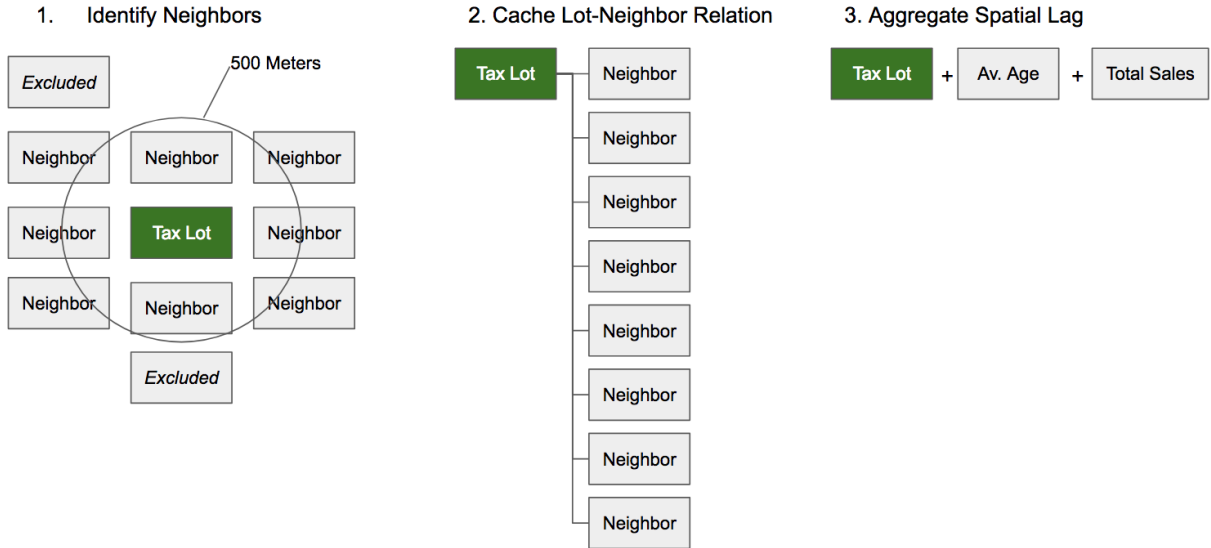 1. Identify Neighbors
500 Meters
Excluded
Neighbor
Neighbor
Neighbor
Neighbor
Tax Lot
Neighbor
Neighbor
Neighbor
Neighbor
Excluded
2. Cache Lot-Neighbor Relation
Tax Lot
Neighbor
Neighbor
Neighbor
Neighbor
Neighbor
Neighbor
Neighbor
Neighbor
3. Aggregate Spatial Lag
Tax Lot + Av. Age + Total Sales